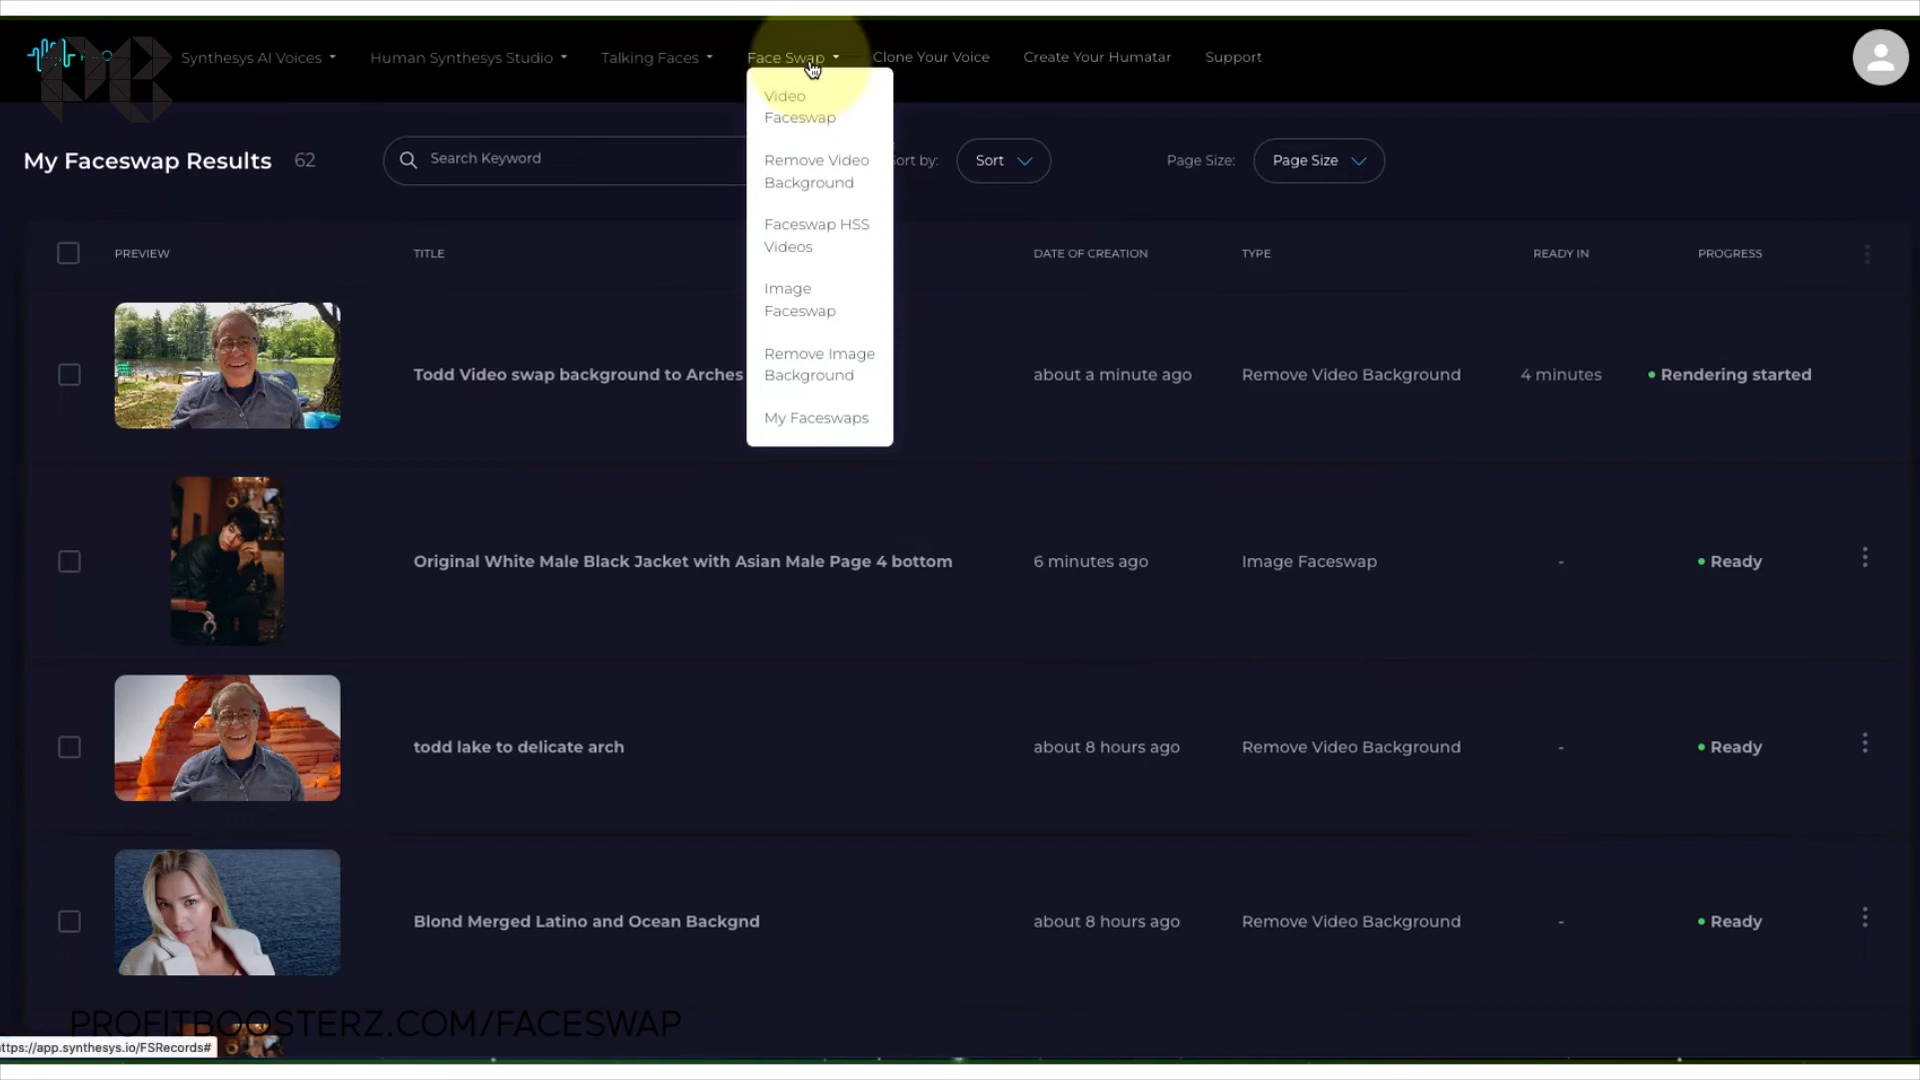 Synthesys AI Voices
Human Synthesys Studio
Talking Faces
Face Swap
Clone Your Voice
Create Your Humatar
Support
Video
Faceswap
Remove Video
Background
Faceswap HSS
Videos
Image
Faceswap
Remove Image
Background
My Faceswaps
My Faceswap Results 62
Search Keyword
ort by:
Sort
Page Size:
Page Size
PREVIEW
TITLE
DATE OF CREATION
TYPE
READY IN
PROGRESS
Todd Video swap background to Arches
about a minute ago
Remove Video Background
4 minutes
Rendering started
Original White Male Black Jacket with Asian Male Page 4 bottom
6 minutes ago
Image Faceswap
-
Ready
todd lake to delicate arch
about 8 hours ago
Remove Video Background
-
Ready
Blond Merged Latino and Ocean Backgnd
about 8 hours ago
Remove Video Background
-
Ready
PROFITBOOSTERZ.COM/FACESWAP
ttps://app.synthesys.io/FSRecords#